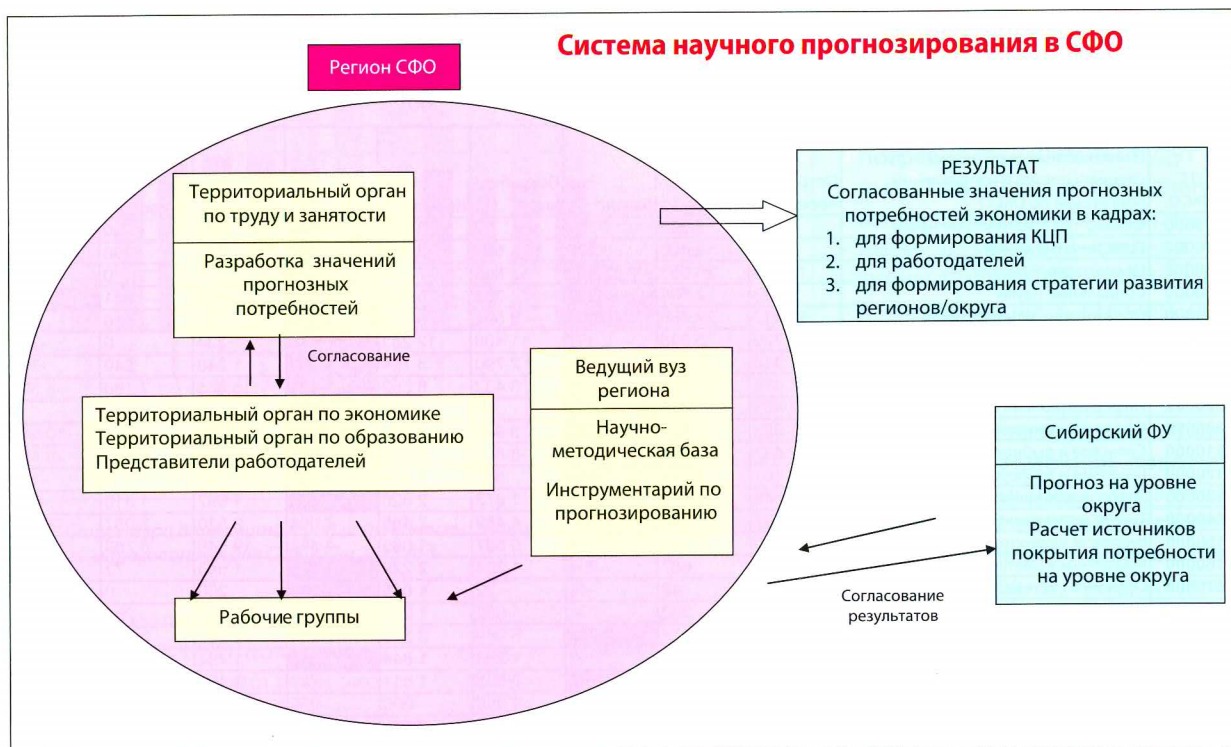 Система научного прогнозирования в СФО
Регион СФО
Территориальный орган
по труду и занятости
Разработка значений
прогнозных
потребностей
Согласование
Территориальный орган по экономике
Территориальный орган по образованию
Представители работодателей
Рабочие группы
Ведущий вуз
региона
Научно-
методическая база
Инструментарий по
прогнозированию
РЕЗУЛЬТАТ
Согласованные значения прогнозных
потребностей экономики в кадрах:
1. для формирования КЦП
2. для работодателей
3. для формирования стратегии развития
регионов/округа
Сибирский ФУ
Прогноз на уровне
округа
Расчет источников
покрытия потребности
на уровне округа
Согласование
результатов